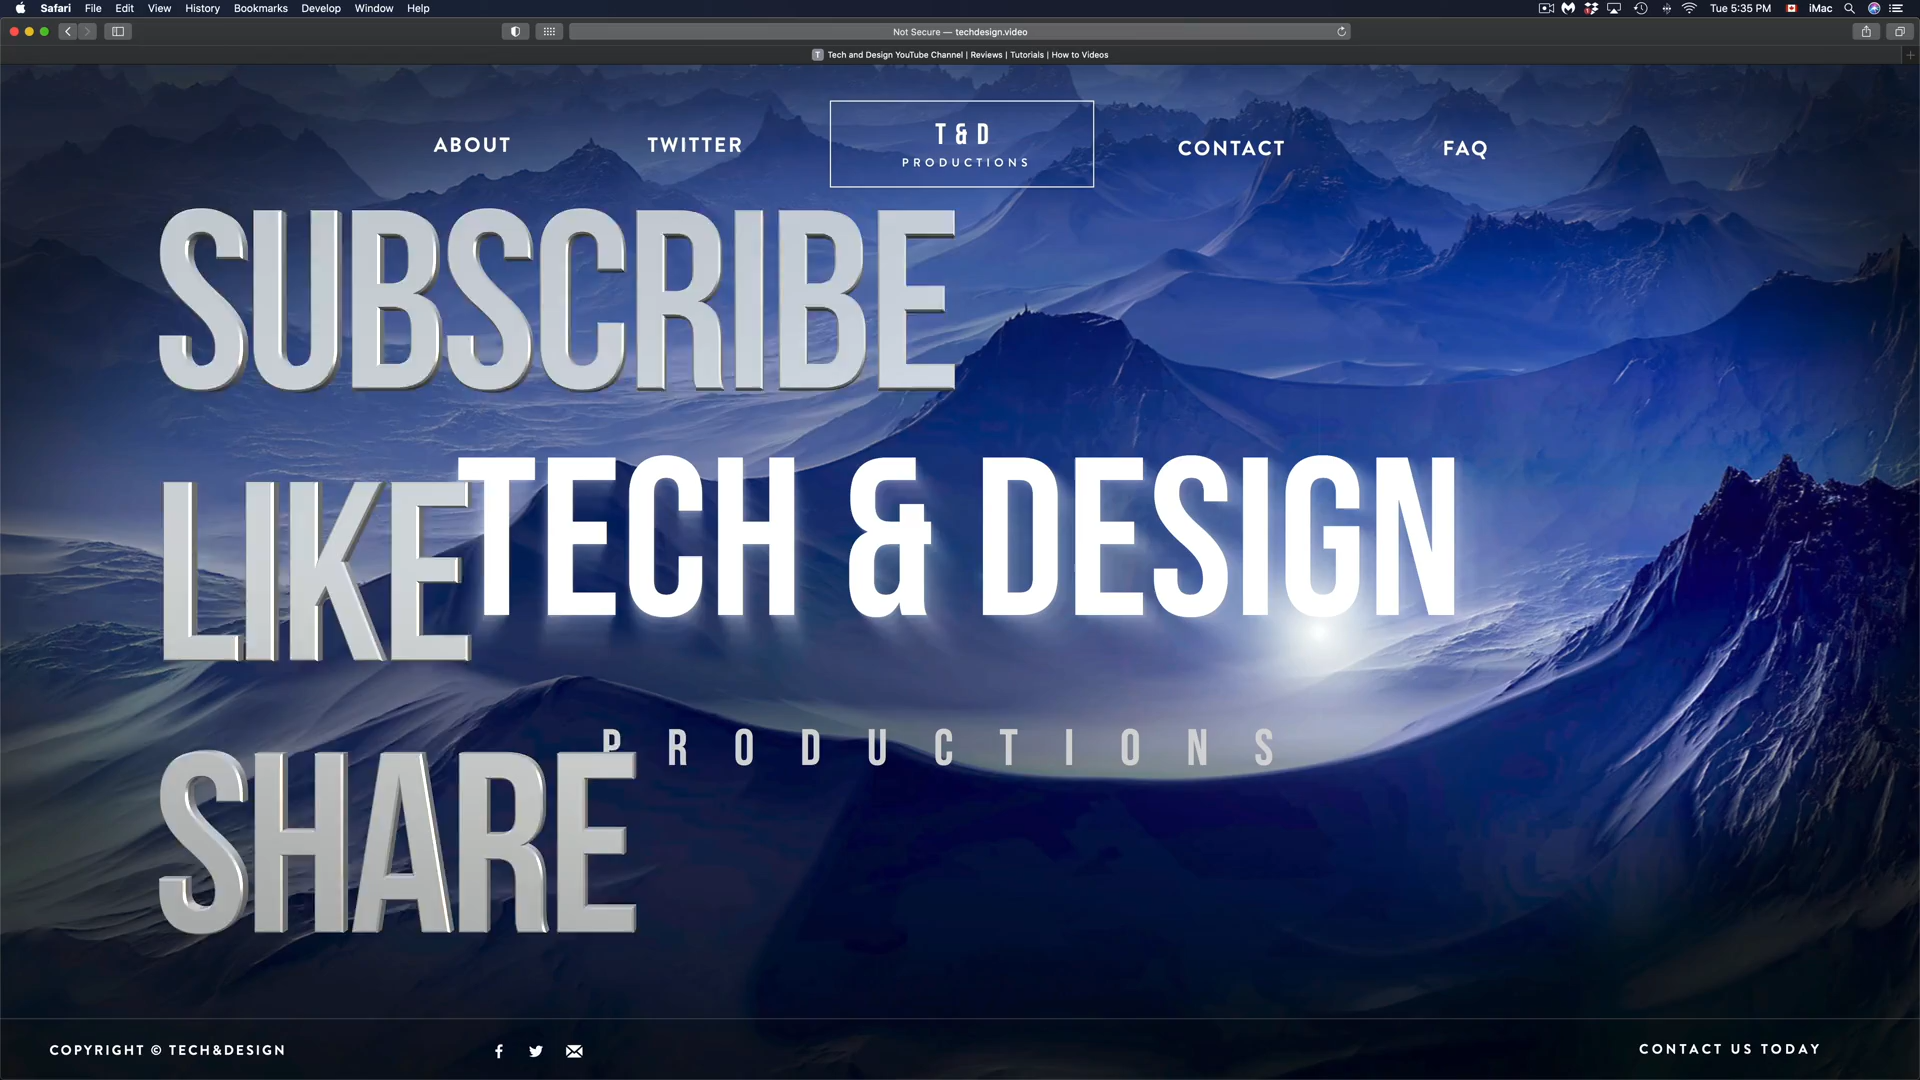 Safari File Edit View History Bookmarks Develop Window Help
Tue 5:35 PM iMac
Not Secure — techdesign.video
T Tech and Design YouTube Channel | Reviews | Tutorials | How to Videos
ABOUT
TWITTER
T & D
PRODUCTIONS
CONTACT
FAQ
SUBSCRIBE
LIKE
TECH & DESIGN
PRODUCTIONS
SHARE
COPYRIGHT © TECH&DESIGN
CONTACT US TODAY